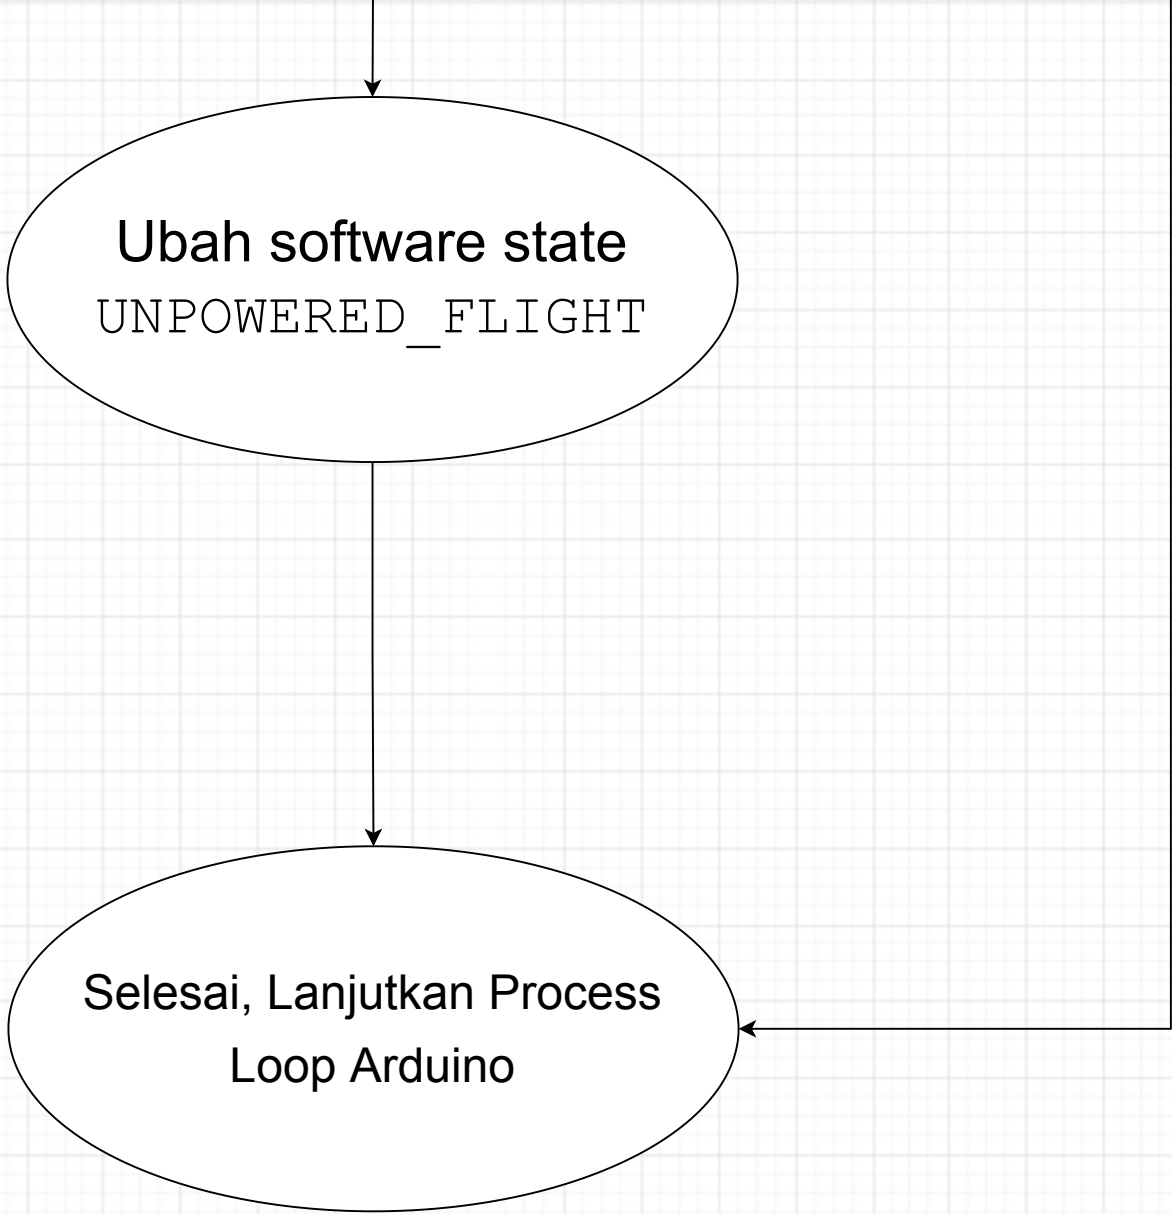 Ubah software state
UNPOWERED_FLIGHT
Selesai, Lanjutkan Process
Loop Arduino